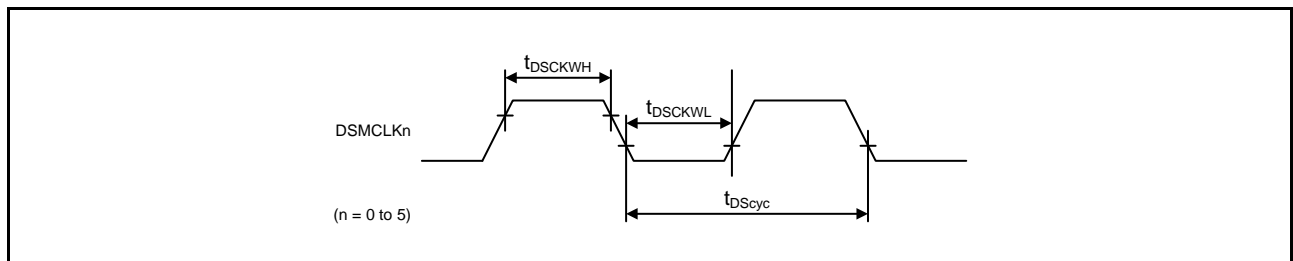 tDSCKWH
tDSCKWL
DSMCLKn
tDScyc
(n = 0 to 5)